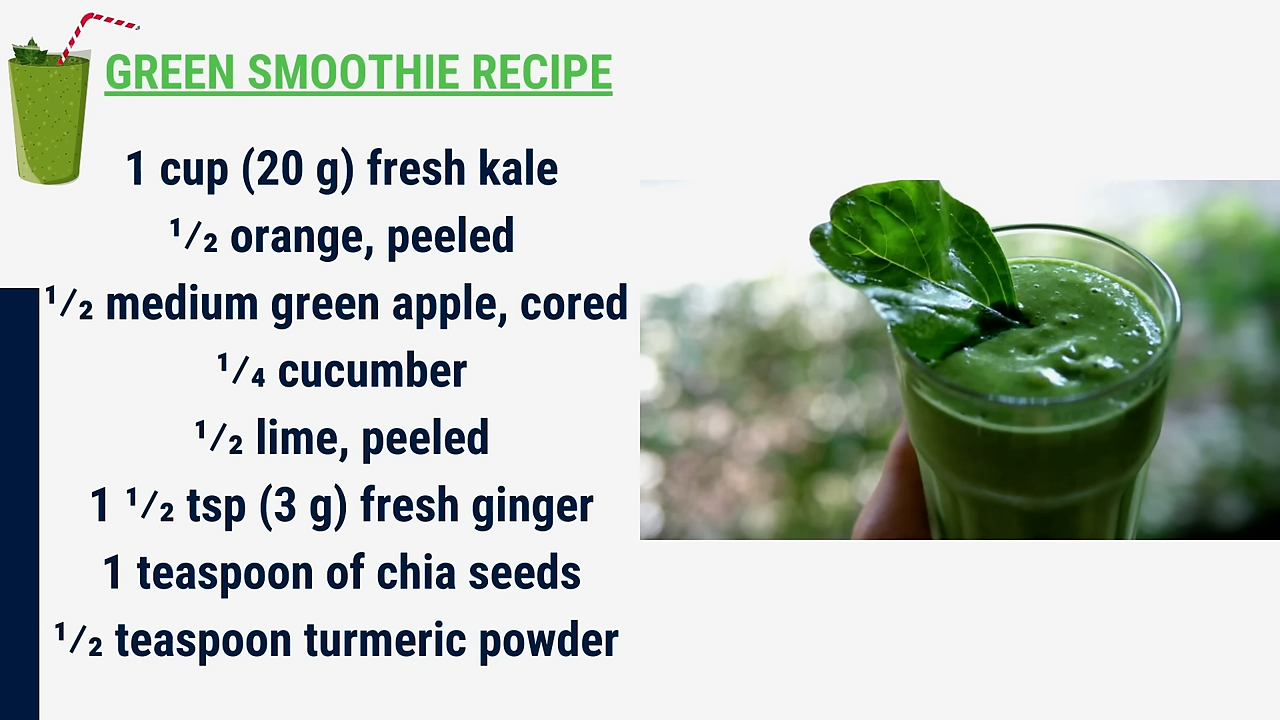 GREEN SMOOTHIE RECIPE
1 cup (20 g) fresh kale
¹⁄₂ orange, peeled
¹⁄₂ medium green apple, cored
¹⁄₄ cucumber
¹⁄₂ lime, peeled
1 ¹⁄₂ tsp (3 g) fresh ginger
1 teaspoon of chia seeds
¹⁄₂ teaspoon turmeric powder